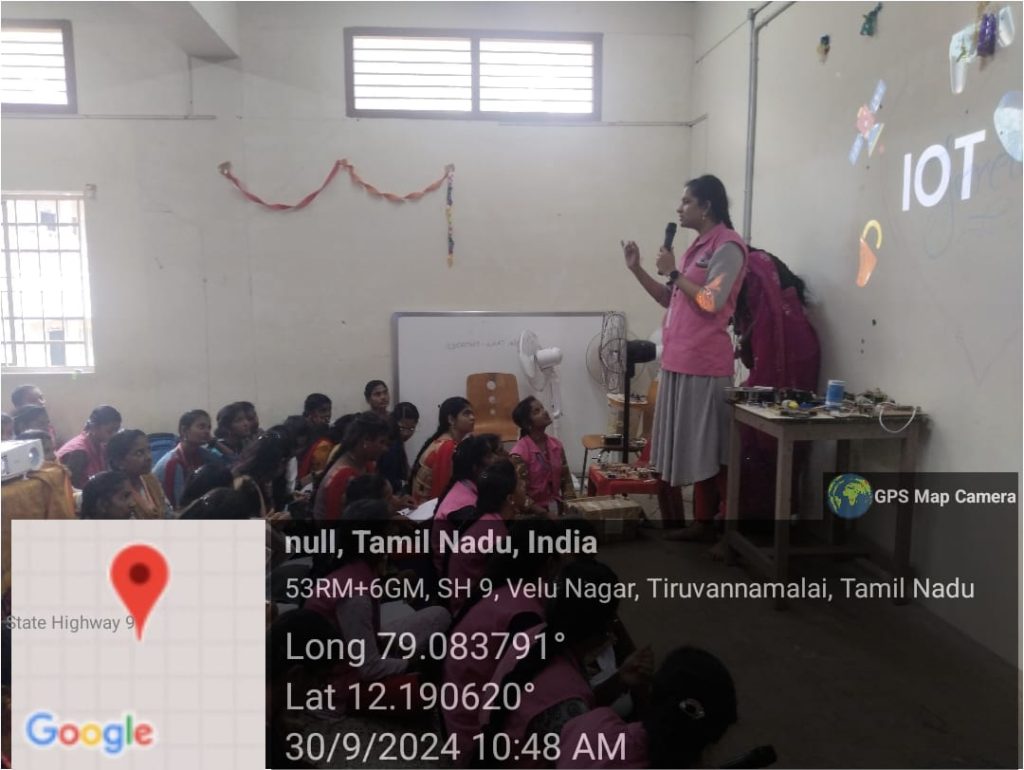 IOT
GPS Map Camera
null, Tamil Nadu, India
53RM+6GM, SH 9, Velu Nagar, Tiruvannamalai, Tamil Nadu
State Highway 9
Long 79.083791°
Lat 12.190620°
30/9/2024 10:48 AM
Google